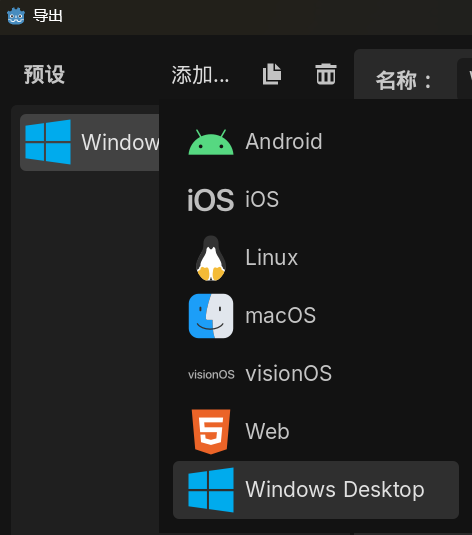 导出
预设 添加... 名称：
Window
Android
iOS iOS
Linux
macOS
visionOS visionOS
Web
Windows Desktop